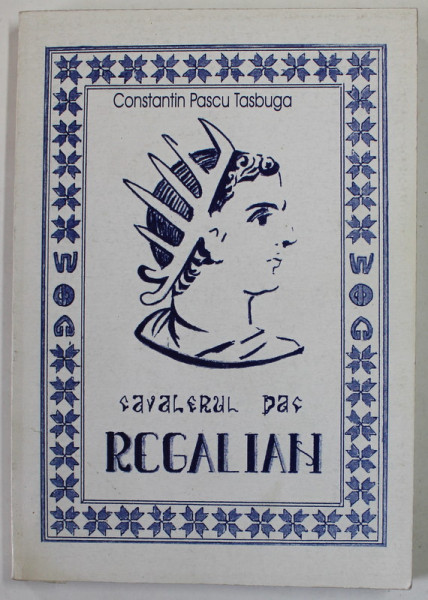 Constantin Pascu Tasbuga
CAVALERUL DAC
REGALIAN